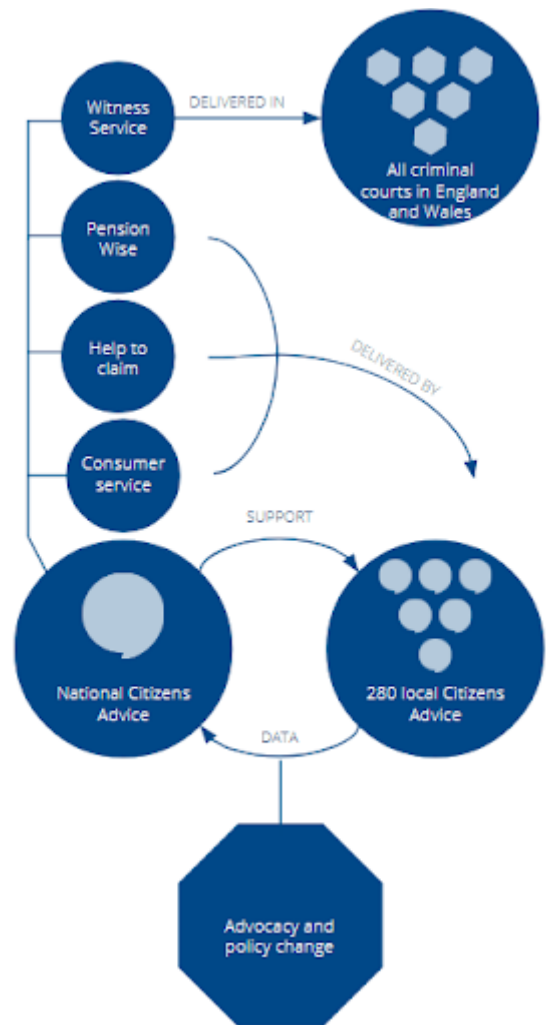 Witness
Service
DELIVERED IN
All criminal
courts in England
and Wales
Pension
Wise
Help to
claim
DELIVERED BY
Consumer
service
SUPPORT
National Citizens
Advice
280 local Citizens
Advice
DATA
Advocacy and
policy change